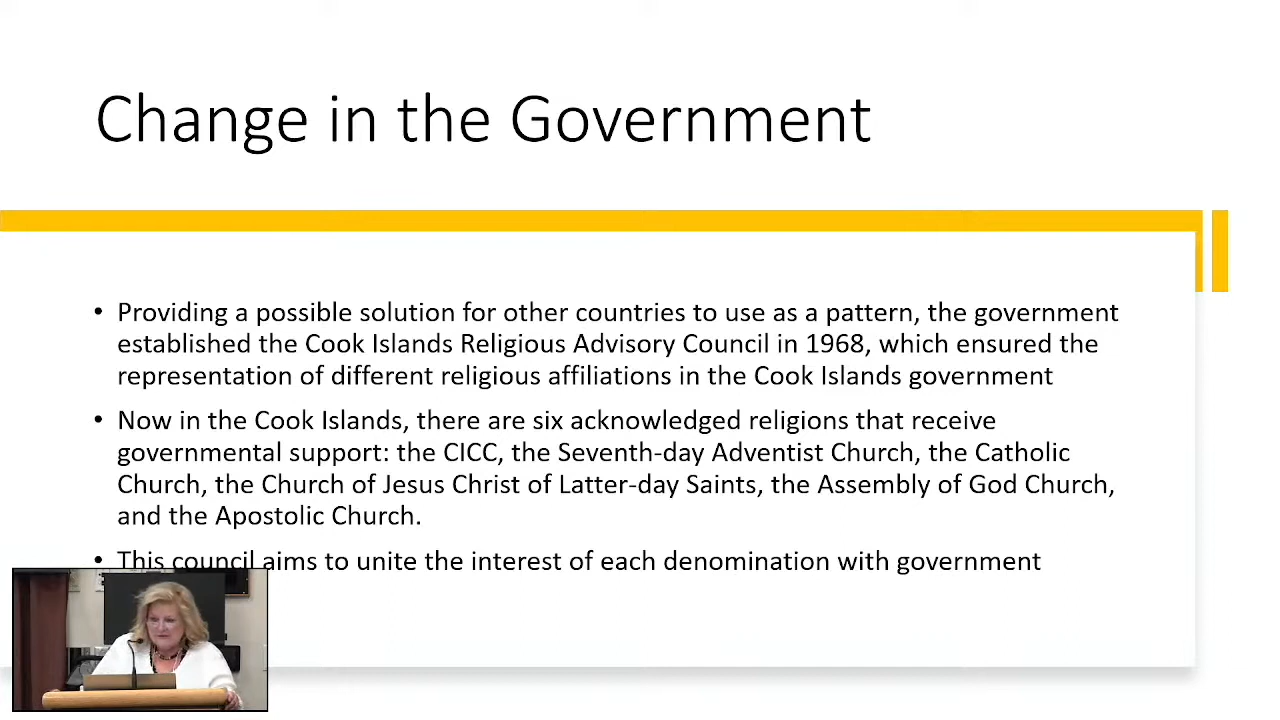 Change in the Government
• Providing a possible solution for other countries to use as a pattern, the government
established the Cook Islands Religious Advisory Council in 1968, which ensured the
representation of different religious affiliations in the Cook Islands government
• Now in the Cook Islands, there are six acknowledged religions that receive
governmental support: the CICC, the Seventh-day Adventist Church, the Catholic
Church, the Church of Jesus Christ of Latter-day Saints, the Assembly of God Church,
and the Apostolic Church.
• This council aims to unite the interest of each denomination with government